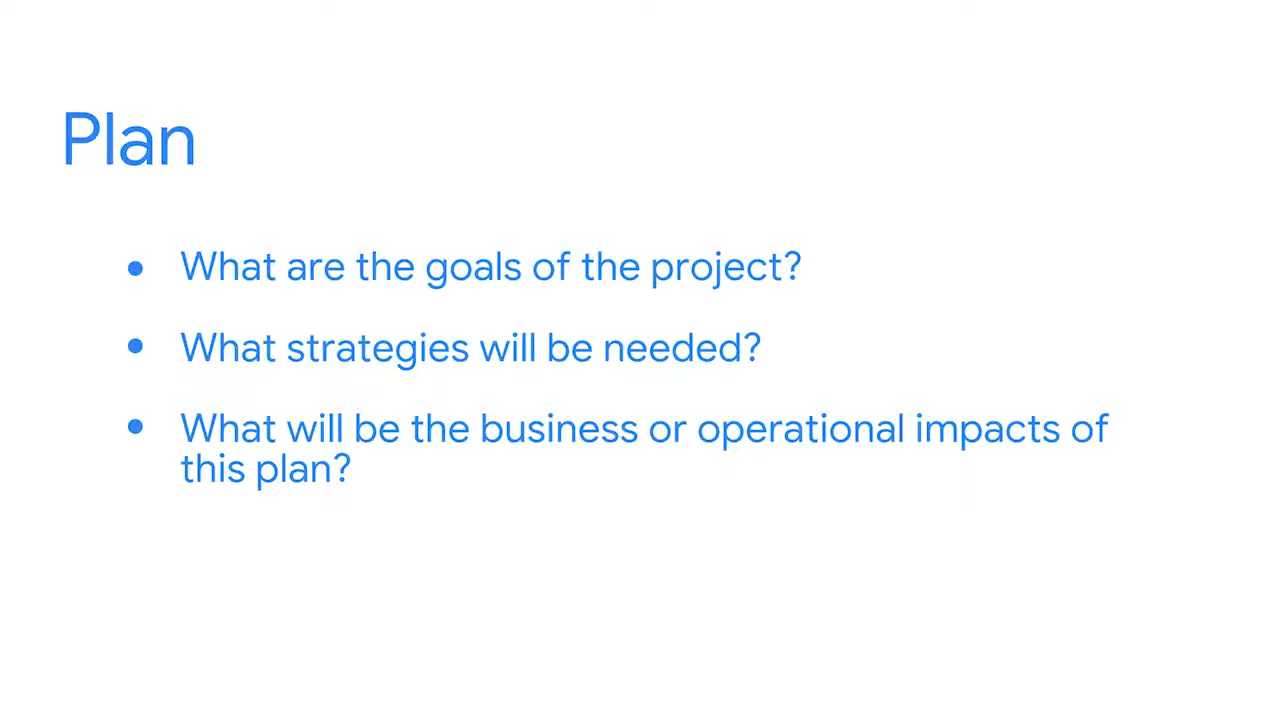 Plan
• What are the goals of the project?
• What strategies will be needed?
• What will be the business or operational impacts of
this plan?